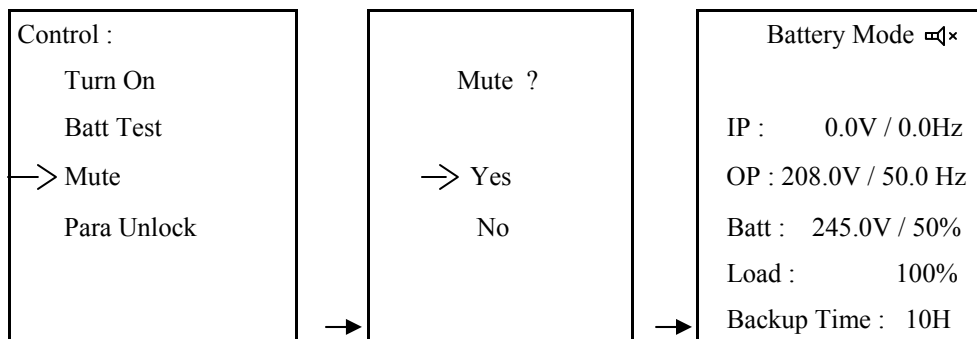 Control :
Turn On
Batt Test
Mute
Para Unlock
Mute ?
Yes
No
Battery Mode
IP : 0.0V / 0.0Hz
OP : 208.0V / 50.0 Hz
Batt : 245.0V / 50%
Load : 100%
Backup Time : 10H